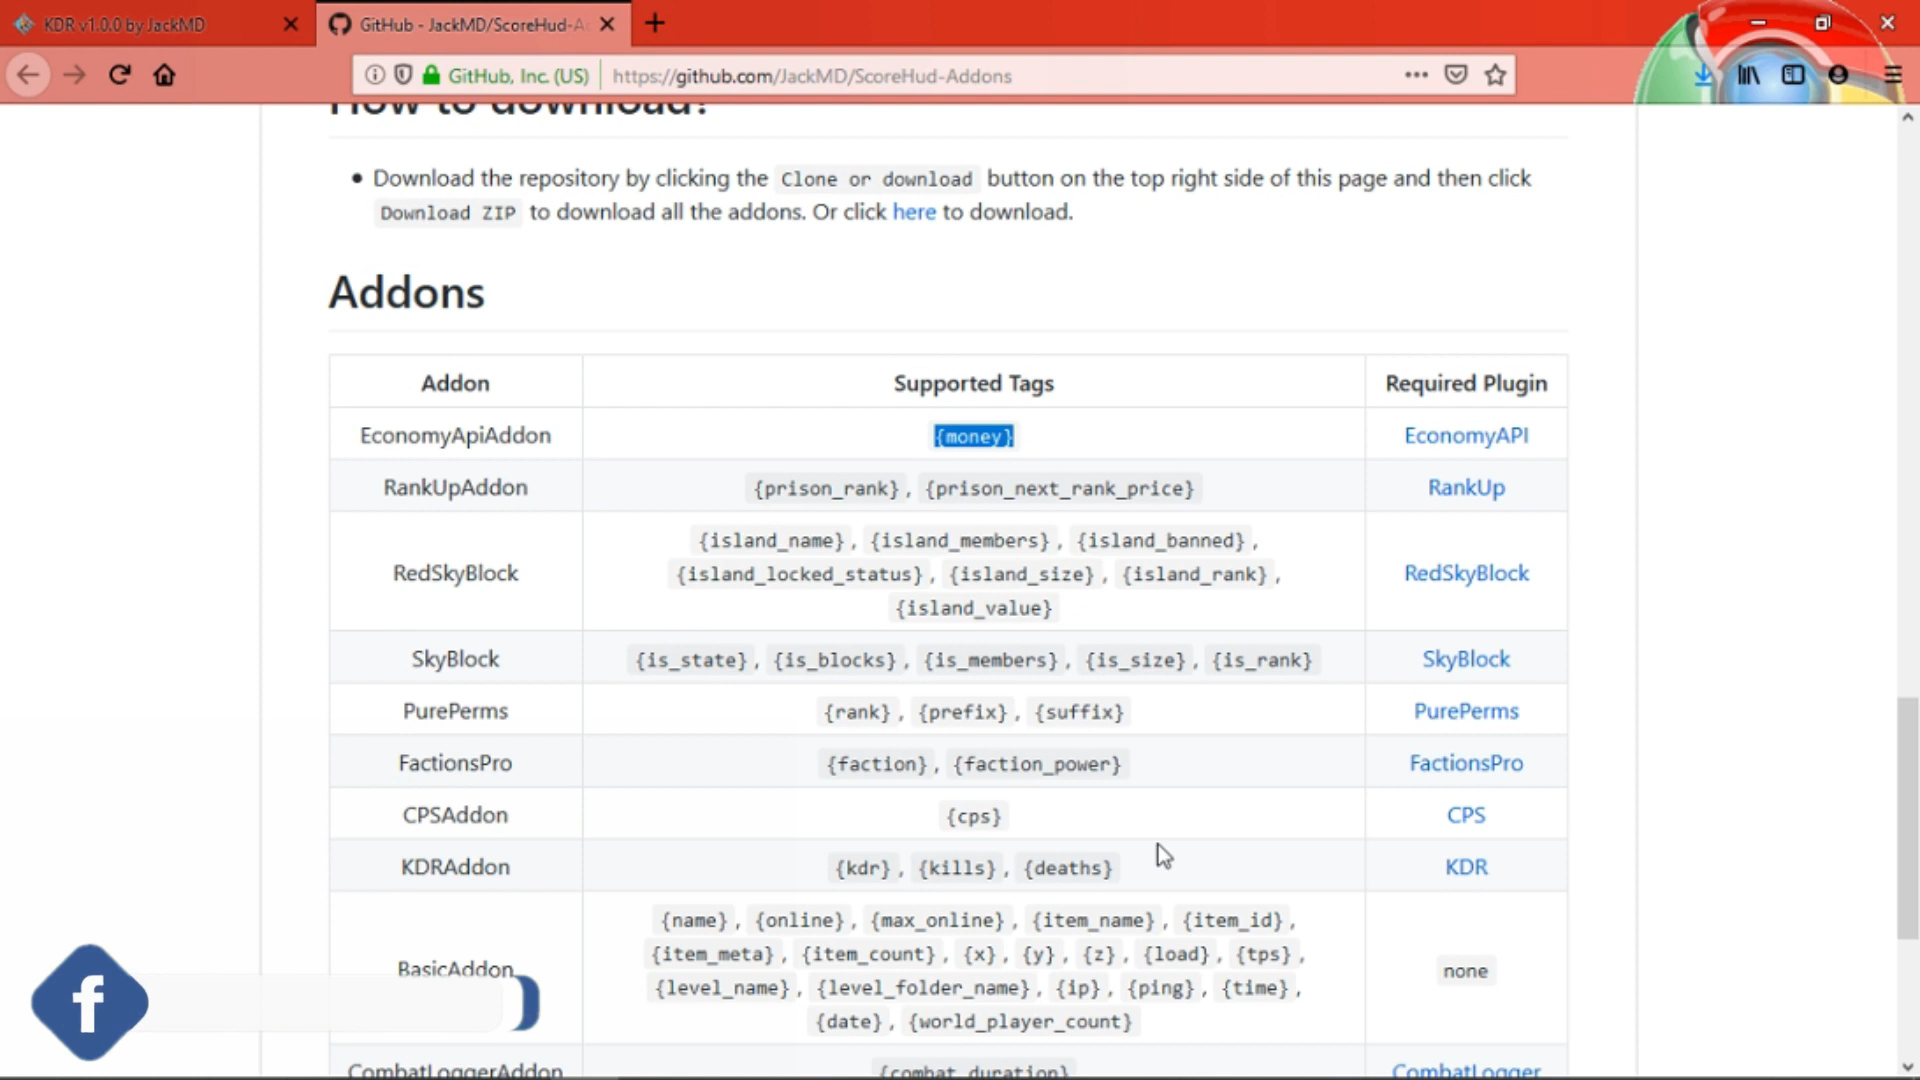 KDR v1.0.0 by JackMD
GitHub - JackMD/ScoreHud-A
GitHub, Inc. (US)
https://github.com/JackMD/ScoreHud-Addons
How to download?
• Download the repository by clicking the Clone or download button on the top right side of this page and then click
Download ZIP to download all the addons. Or click here to download.
Addons
Addon Supported Tags Required Plugin
EconomyApiAddon {money} EconomyAPI
RankUpAddon {prison_rank}, {prison_next_rank_price} RankUp
{island_name}, {island_members}, {island_banned},
RedSkyBlock {island_locked_status}, {island_size}, {island_rank}, RedSkyBlock
{island_value}
SkyBlock {is_state}, {is_blocks}, {is_members}, {is_size}, {is_rank} SkyBlock
PurePerms {rank}, {prefix}, {suffix} PurePerms
FactionsPro {faction}, {faction_power} FactionsPro
CPSAddon {cps} CPS
KDRAddon {kdr}, {kills}, {deaths} KDR
{name}, {online}, {max_online}, {item_name}, {item_id},
{item_meta}, {item_count}, {x}, {y}, {z}, {load}, {tps},
BasicAddon none
{level_name}, {level_folder_name}, {ip}, {ping}, {time},
{date}, {world_player_count}
CombatLoggerAddon {combat_duration} CombatLogger
f